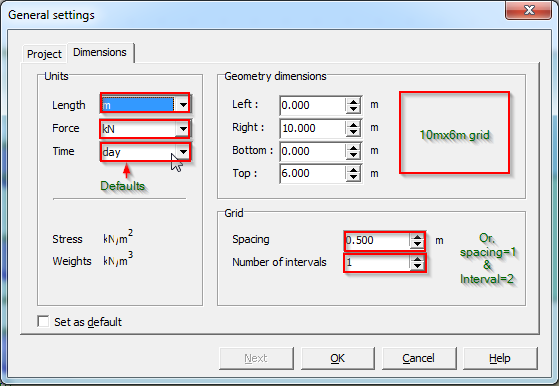 General settings
Project Dimensions
Units
Length m
Force kN
Time day
Defaults
Stress kN/m²
Weights kN/m³
Geometry dimensions
Left : 0.000 m
Right : 10.000 m
Bottom : 0.000 m
Top : 6.000 m
10mx6m grid
Grid
Spacing 0.500 m
Number of intervals 1
Or,
spacing=1
&
Interval=2
Set as default
Next OK Cancel Help